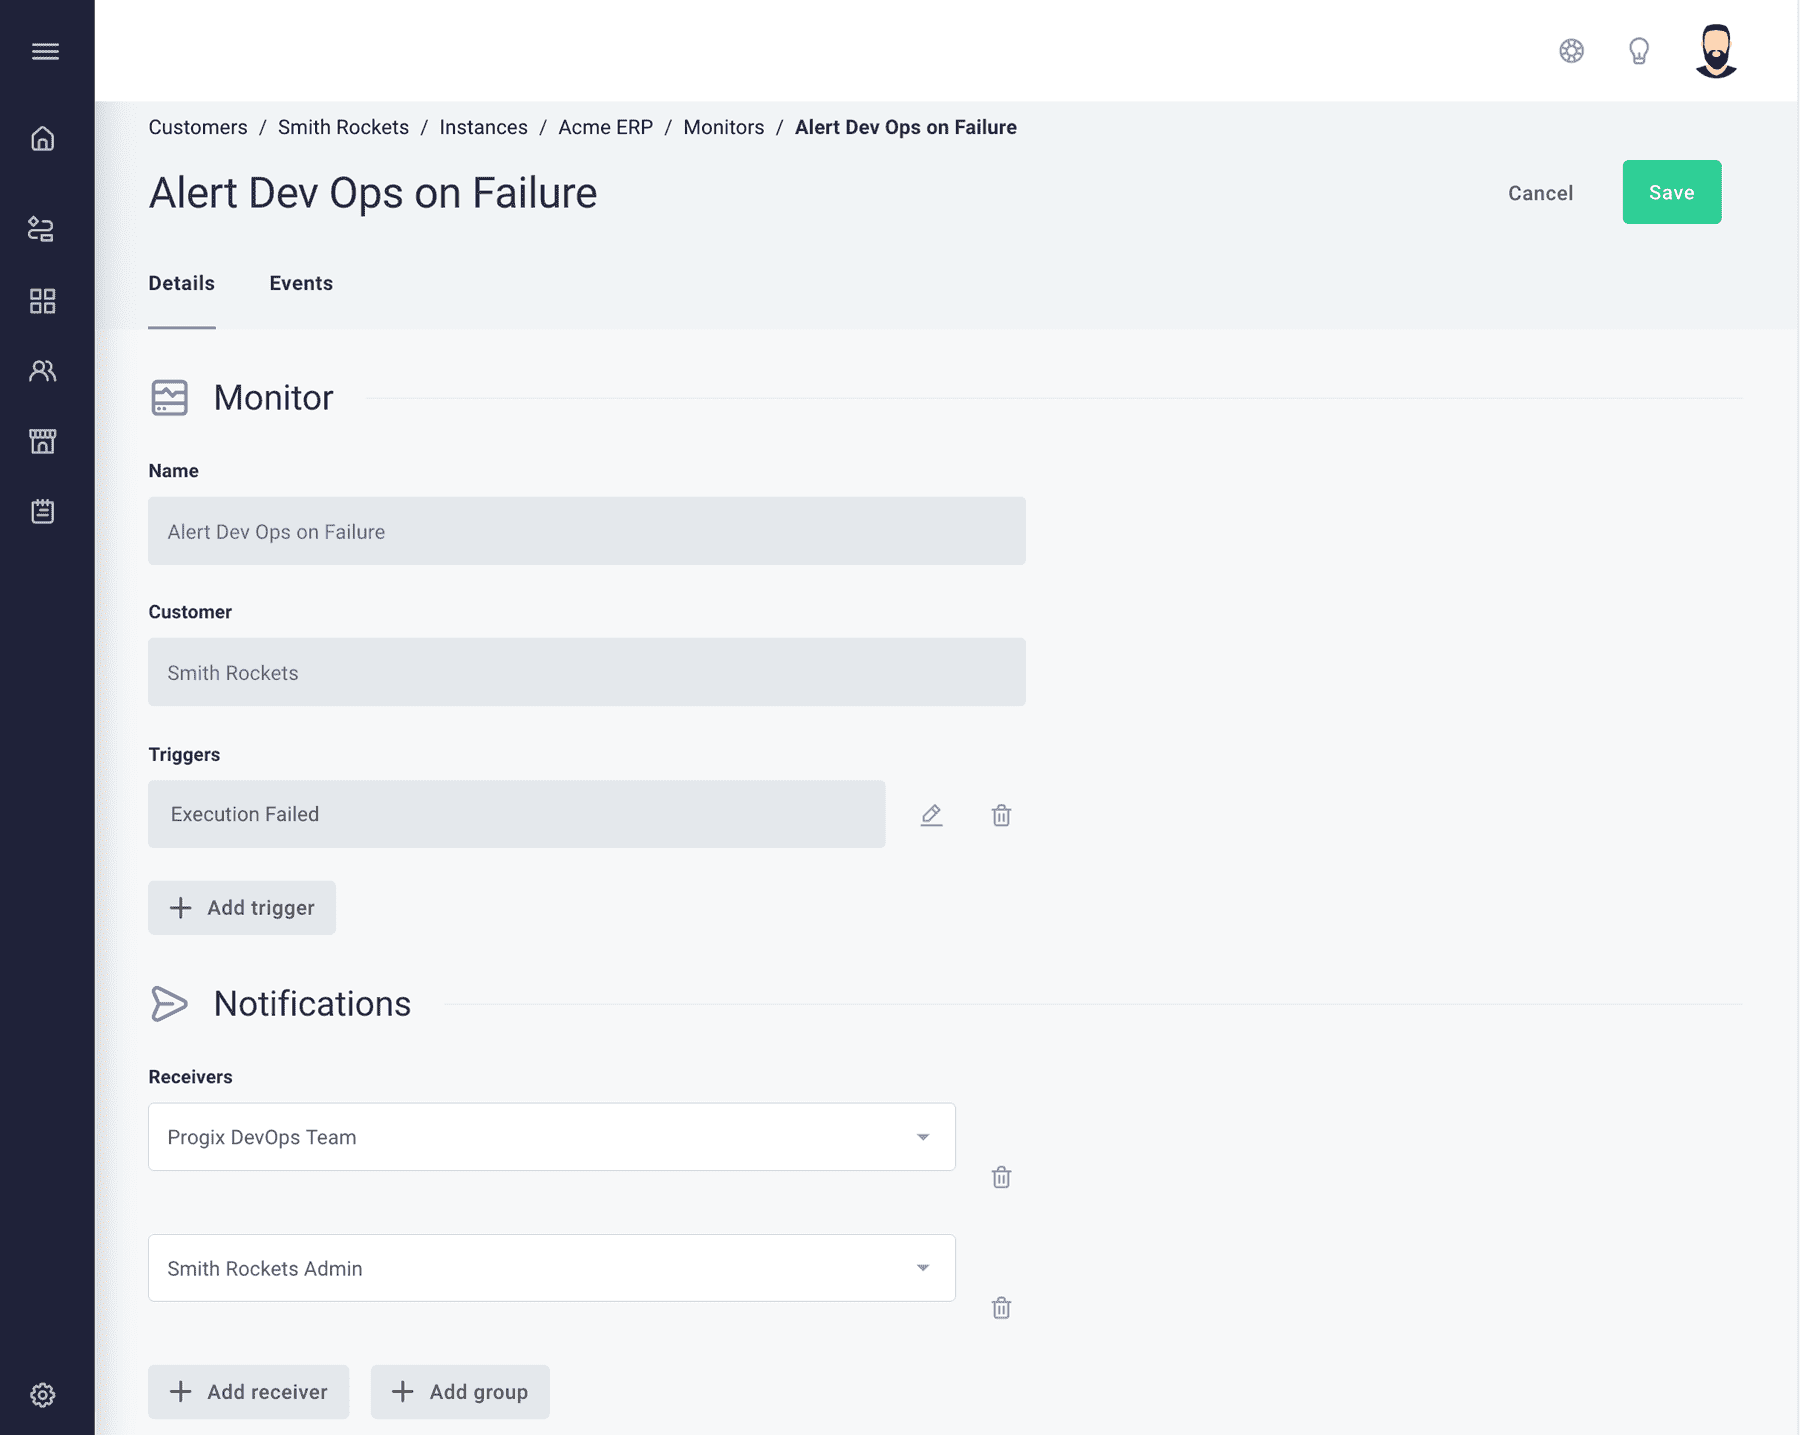 Customers / Smith Rockets / Instances / Acme ERP / Monitors / Alert Dev Ops on Failure
Alert Dev Ops on Failure
Cancel
Save
Details
Events
Monitor
Name
Alert Dev Ops on Failure
Customer
Smith Rockets
Triggers
Execution Failed
Add trigger
Notifications
Receivers
Progix DevOps Team
Smith Rockets Admin
Add receiver
Add group